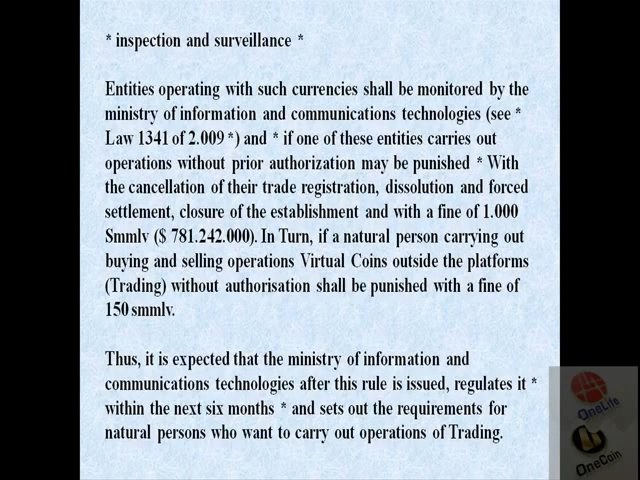 * inspection and surveillance *
Entities operating with such currencies shall be monitored by the
ministry of information and communications technologies (see *
Law 1341 of 2.009 *) and * if one of these entities carries out
operations without prior authorization may be punished * With
the cancellation of their trade registration, dissolution and forced
settlement, closure of the establishment and with a fine of 1.000
Smmlv ($ 781.242.000). In Turn, if a natural person carrying out
buying and selling operations Virtual Coins outside the platforms
(Trading) without authorisation shall be punished with a fine of
150 smmlv.
Thus, it is expected that the ministry of information and
communications technologies after this rule is issued, regulates it *
within the next six months * and sets out the requirements for
natural persons who want to carry out operations of Trading.
OneLife
OneCoin